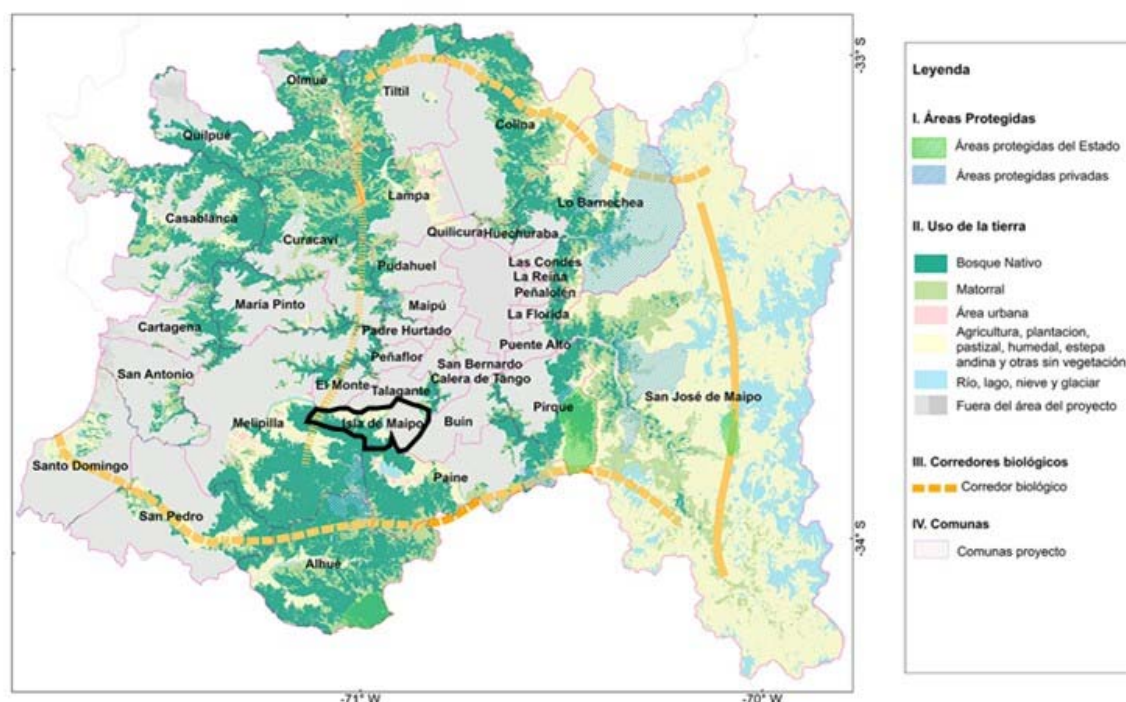 Olmué
Tiltil
Colina
Quilpué
Lampa
Lo Barnechea
Casablanca
Curacaví
Quilicura
Huechuraba
Pudahuel
Las Condes
La Reina
Peñalolén
María Pinto
Maipú
La Florida
Cartagena
Padre Hurtado
Puente Alto
Peñaflor
San Bernardo
San Antonio
Calera de Tango
El Monte
Talagante
Pirque
San José de Maipo
Melipilla
Isla de Maipo
Buin
Santo Domingo
Paine
San Pedro
Alhué
-33° S
-34° S
-71° W
-70° W
Leyenda
I. Áreas Protegidas
Áreas protegidas del Estado
Áreas protegidas privadas
II. Uso de la tierra
Bosque Nativo
Matorral
Área urbana
Agricultura, plantacion,
pastizal, humedal, estepa
andina y otras sin vegetación
Río, lago, nieve y glaciar
Fuera del área del proyecto
III. Corredores biológicos
Corredor biológico
IV. Comunas
Comunas proyecto